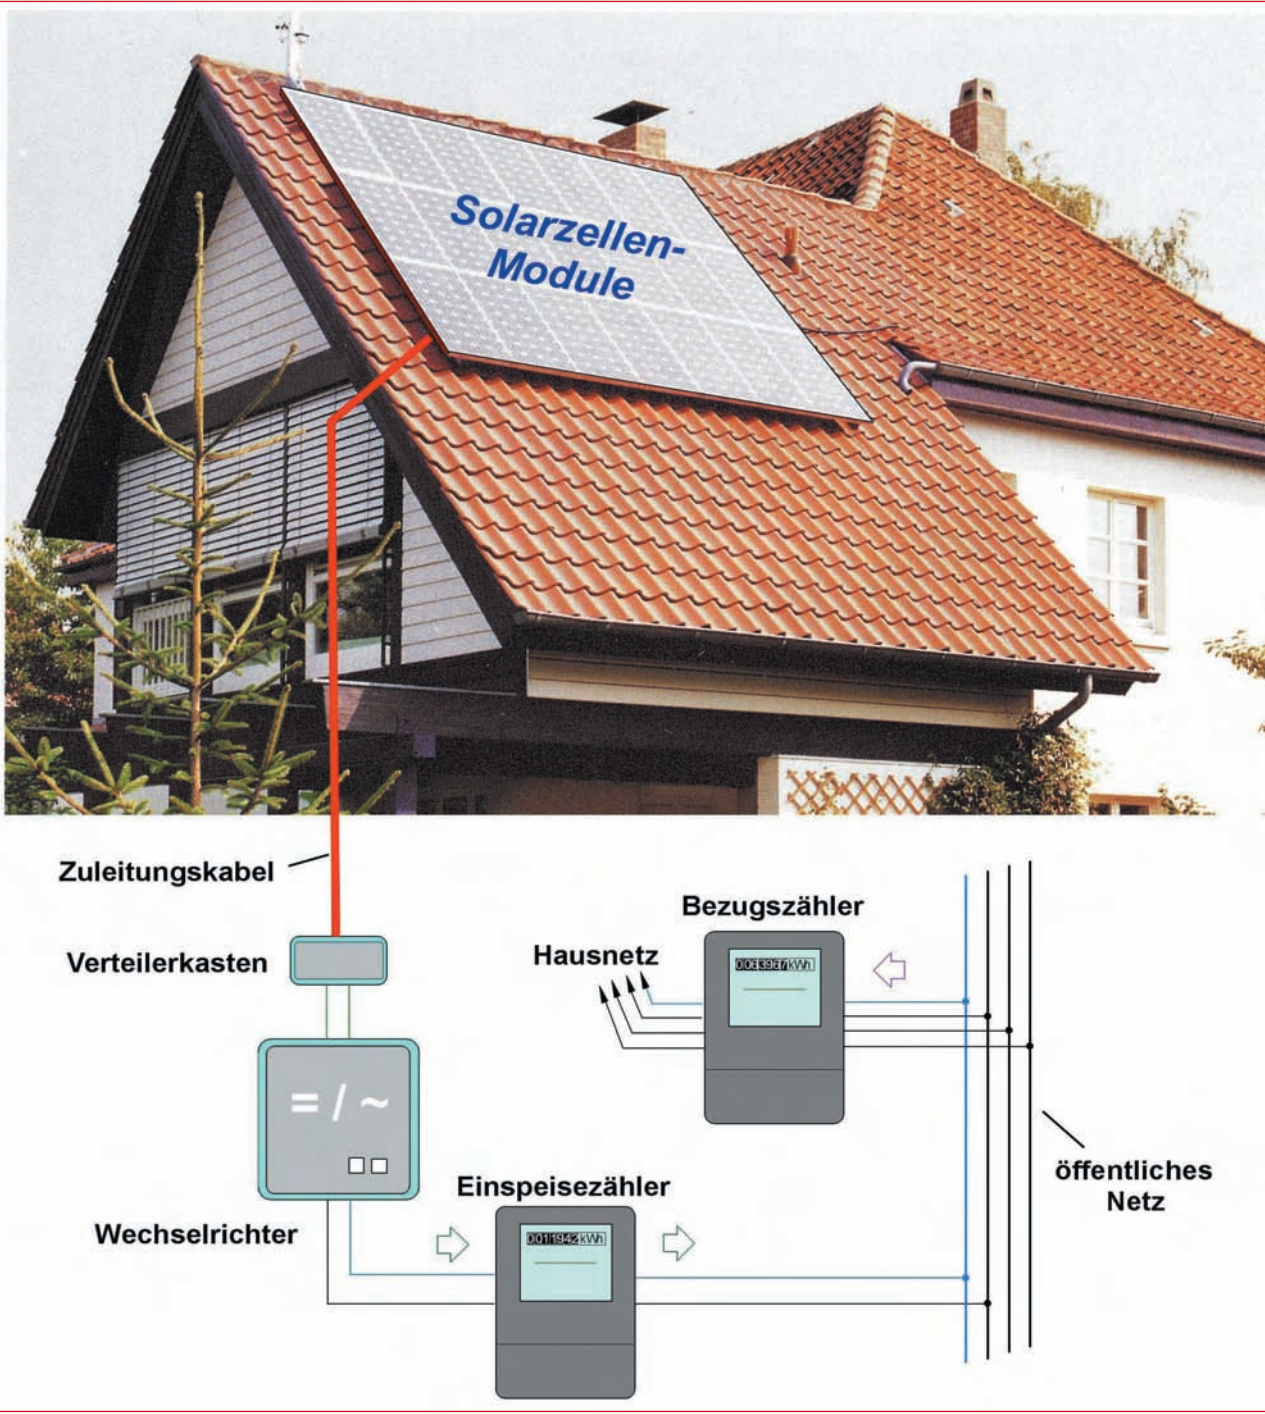 Solarzellen-
Module
Zuleitungskabel
Verteilerkasten
Bezugszähler
Hausnetz
= / ~
Einspeisezähler
Wechselrichter
öffentliches
Netz